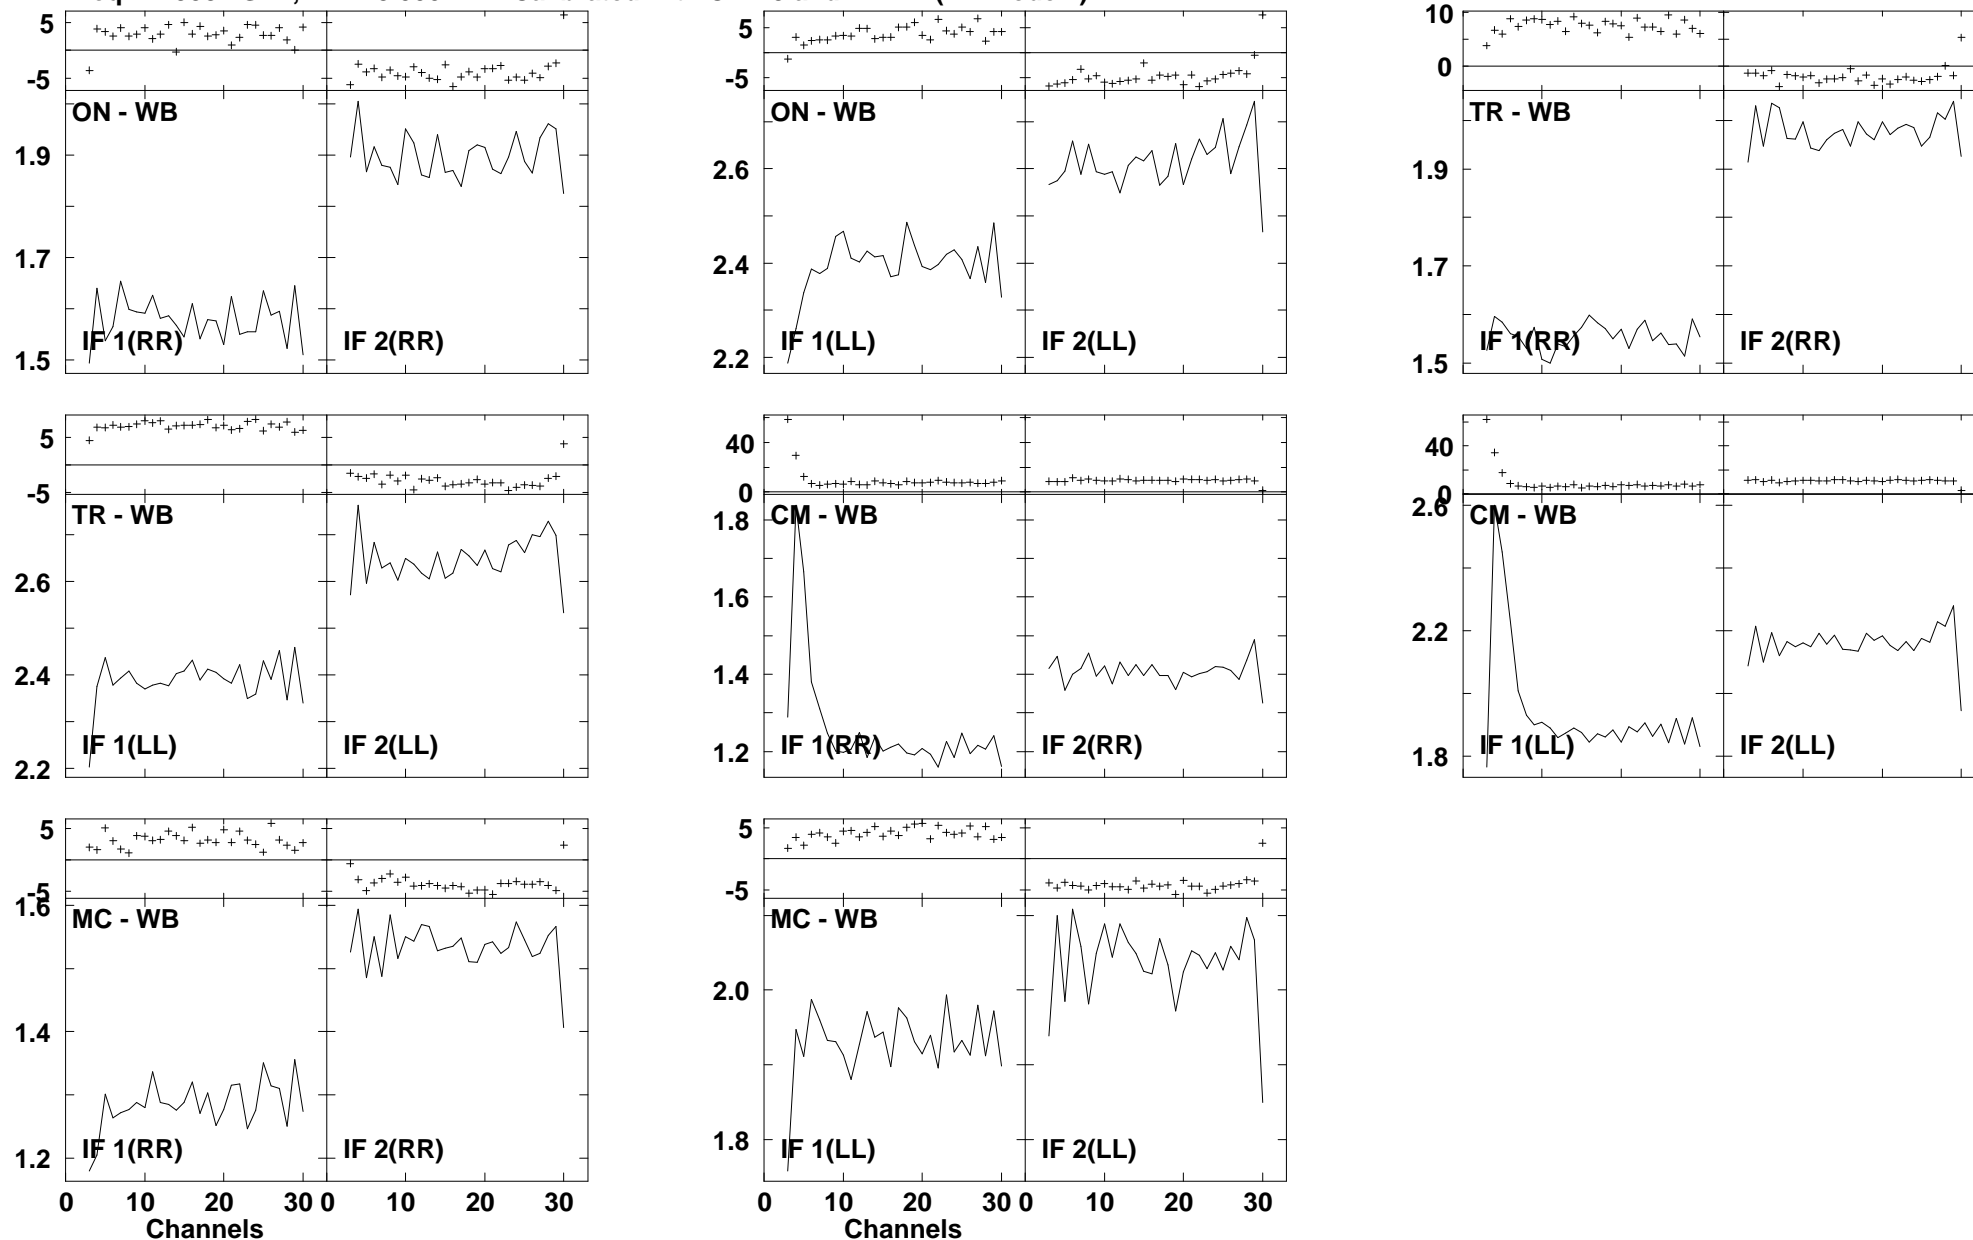 5 5 10
-5 -5 0
ON - WB ON - WB TR - WB
1.9 2.6 1.9
1.7 2.4 1.7
IF 1(RR) IF 2(RR) IF 1(LL) IF 2(LL) IF 1(RR) IF 2(RR)
1.5 2.2 1.5
5 40 40
-5 0 0
TR - WB CM - WB CM - WB
2.6 1.8 2.6
2.4 1.6 2.2
1.4
IF 1(LL) IF 2(LL) IF 1(RR) IF 2(RR) IF 1(LL) IF 2(LL)
2.2 1.2 1.8
5 5
-5 -5
1.6
MC - WB MC - WB
1.4 2.0
IF 1(RR) IF 2(RR) IF 1(LL) IF 2(LL)
1.2 1.8
0 10 20 30 0 10 20 30 0 10 20 30 0 10 20 30
Channels Channels